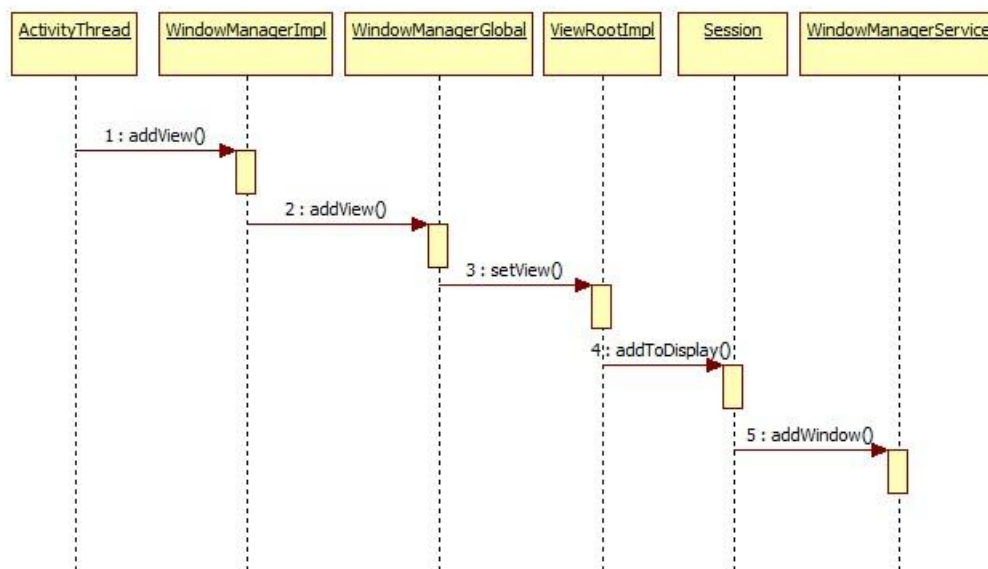 ActivityThread
WindowManagerImpl
WindowManagerGlobal
ViewRootImpl
Session
WindowManagerService
1 : addView()
2 : addView()
3 : setView()
4 : addToDisplay()
5 : addWindow()